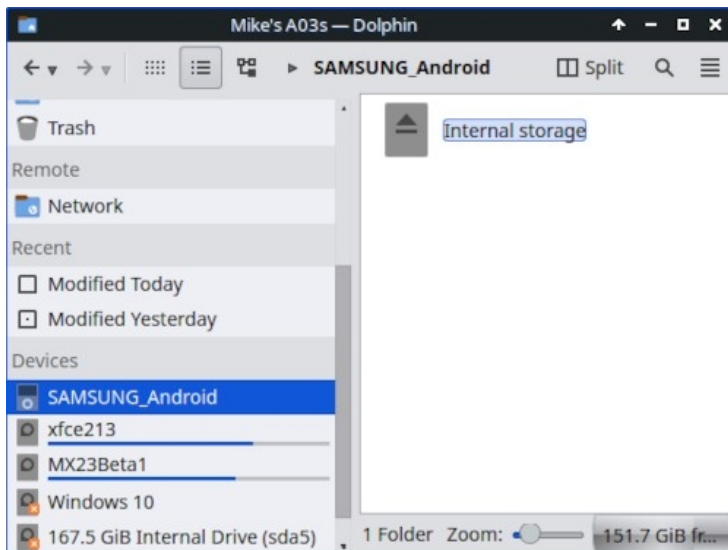 Mike's A03s — Dolphin
SAMSUNG_Android
Split
Trash
Remote
Network
Recent
Modified Today
Modified Yesterday
Devices
SAMSUNG_Android
xfce213
MX23Beta1
Windows 10
167.5 GiB Internal Drive (sda5)
Internal storage
1 Folder Zoom: 151.7 GiB fr...